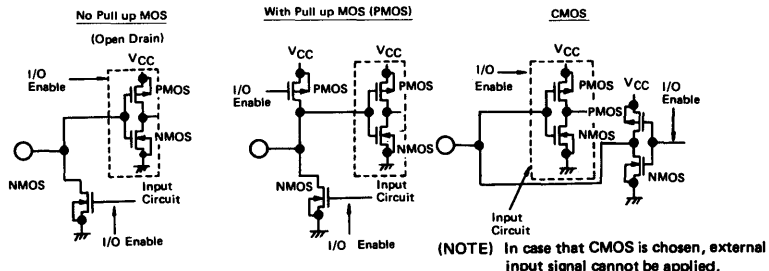 No Pull up MOS
(Open Drain)
VCC
I/O
Enable
PMOS
NMOS
NMOS
Input
Circuit
I/O Enable
With Pull up MOS (PMOS)
VCC
VCC
I/O
Enable
PMOS
PMOS
NMOS
NMOS
Input
Circuit
I/O Enable
CMOS
I/O
Enable
VCC
PMOS
VCC
I/O
Enable
PMOS
NMOS
NMOS
Input
Circuit
(NOTE) In case that CMOS is chosen, external
input signal cannot be applied.